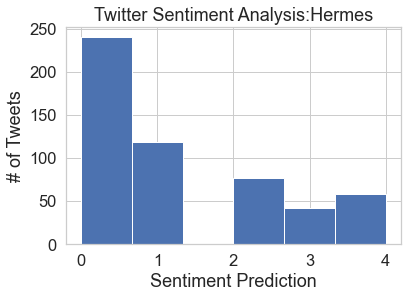 Twitter Sentiment Analysis:Hermes
# of Tweets
250
200
150
100
50
0
0 1 2 3 4
Sentiment Prediction